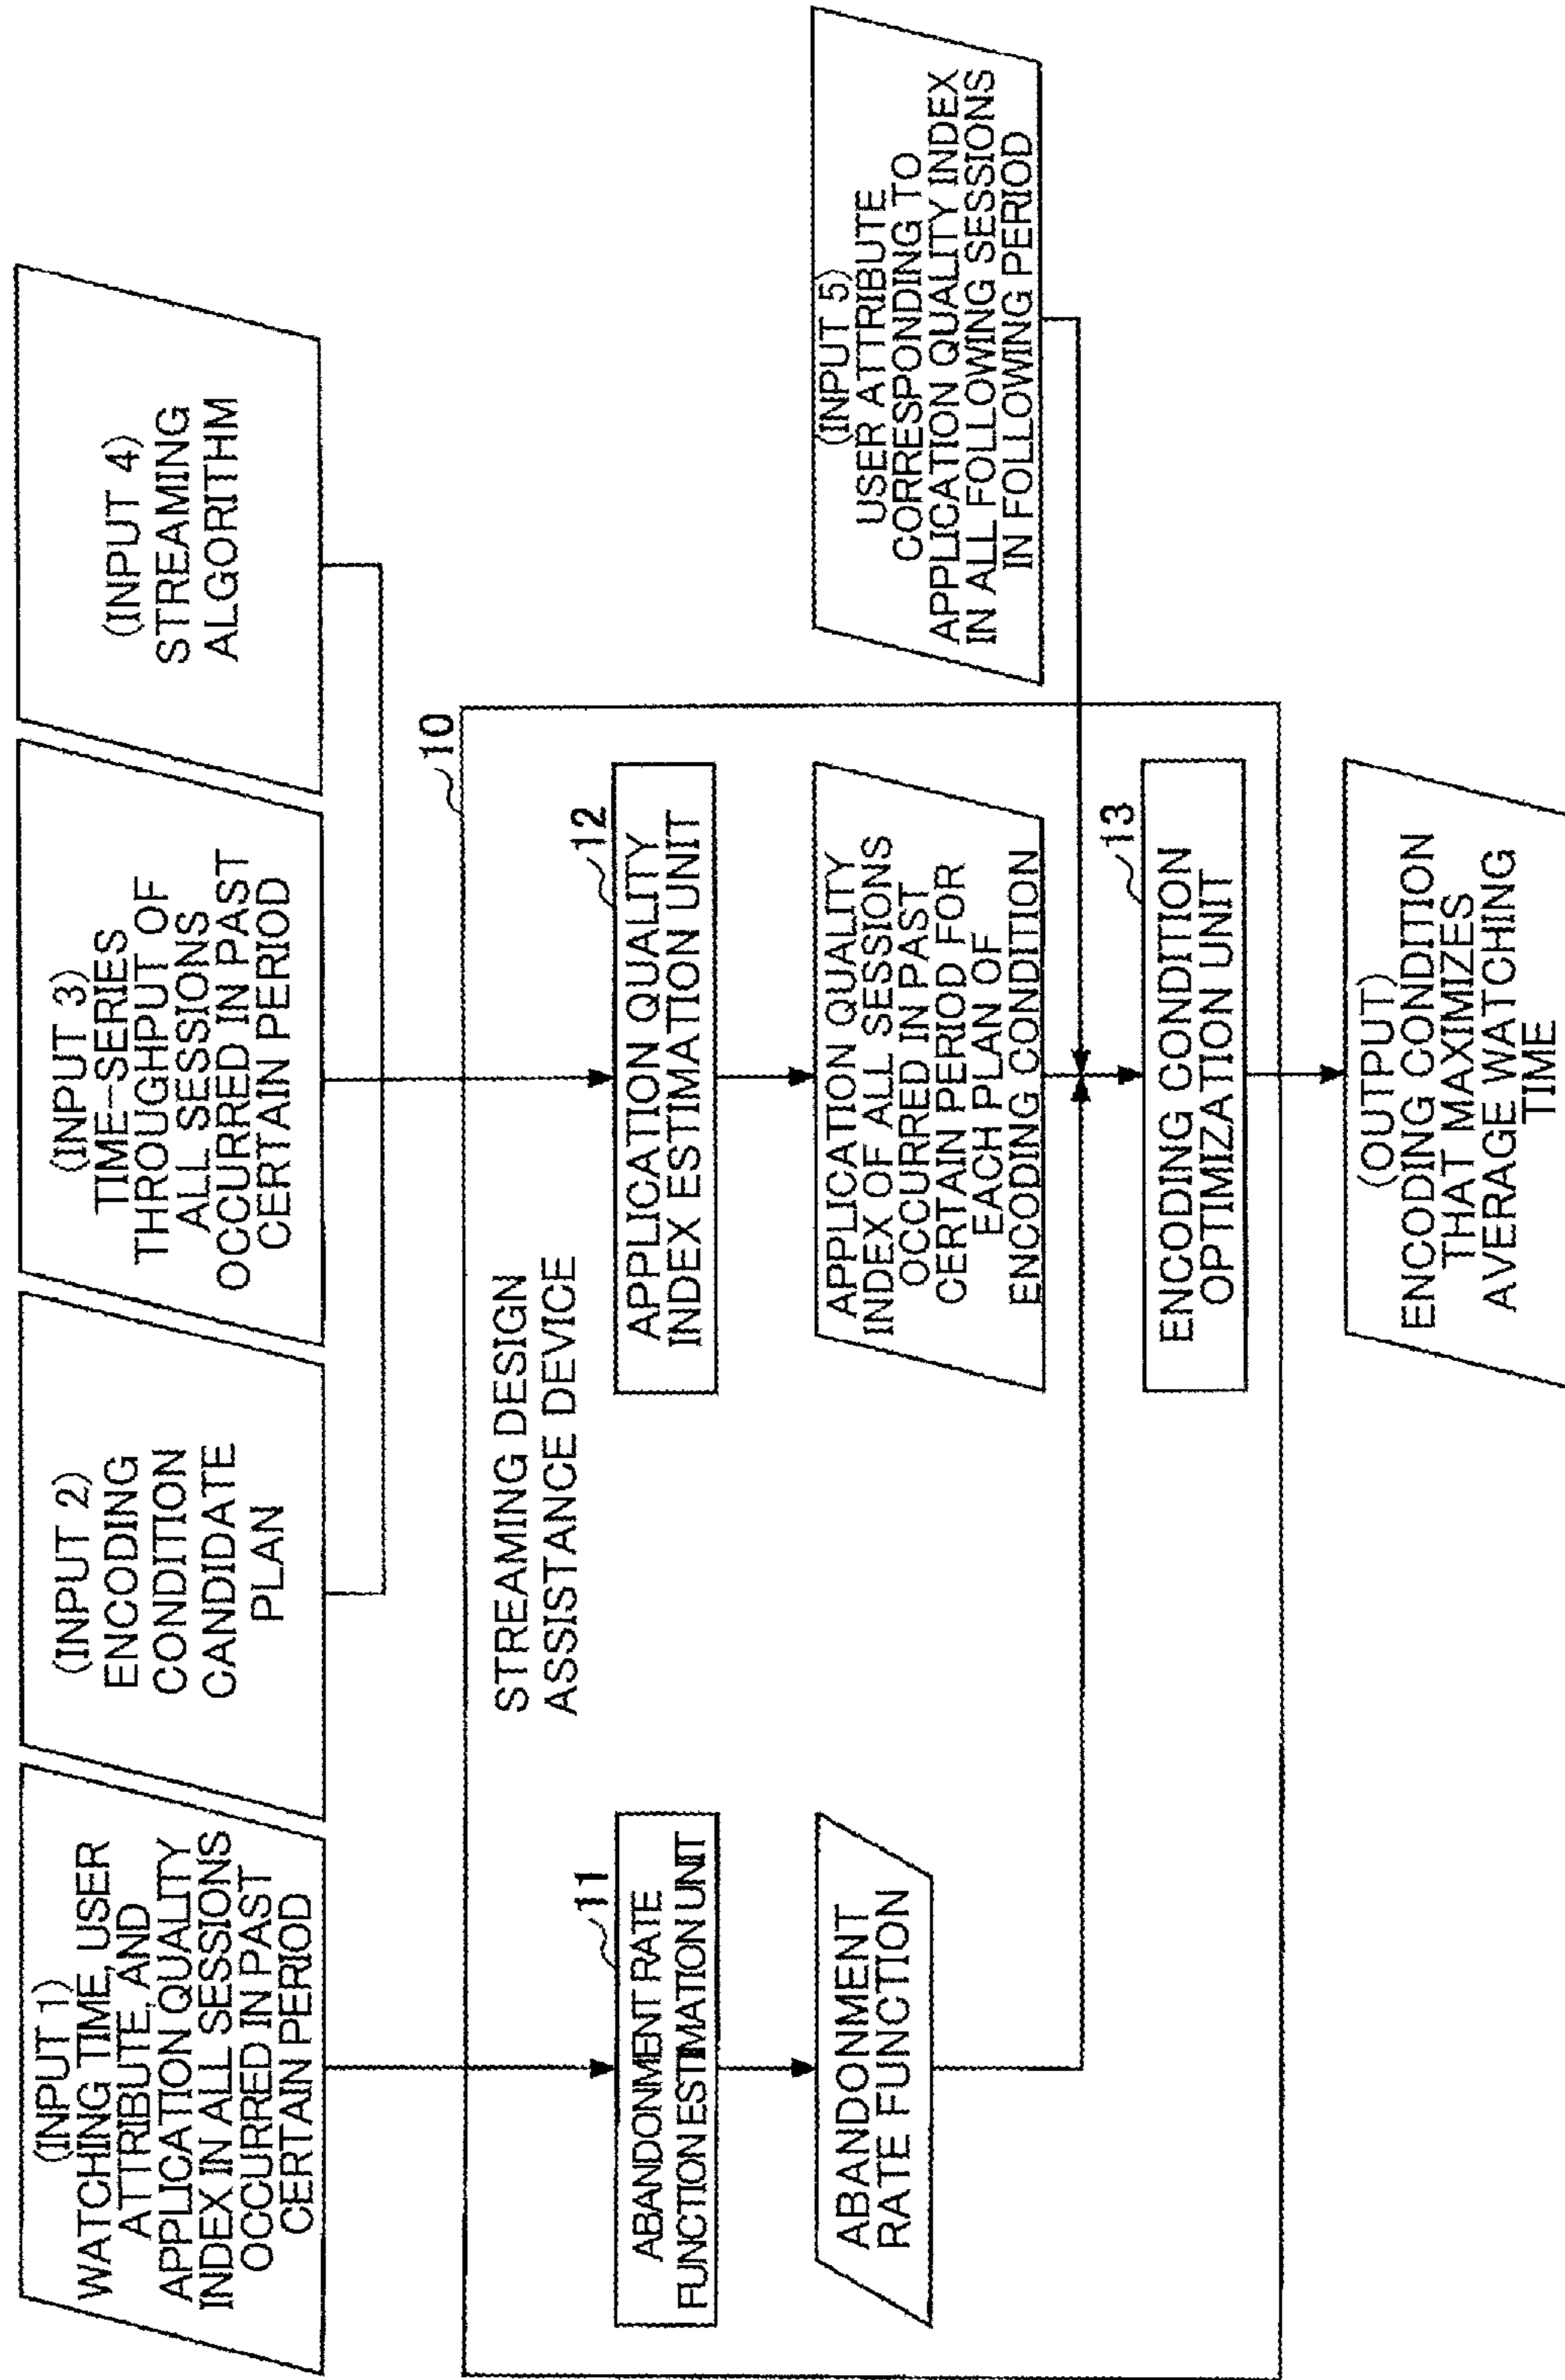 (INPUT 1)
WATCHING TIME, USER
ATTRIBUTE, AND
APPLICATION QUALITY
INDEX IN ALL SESSIONS
OCCURRED IN PAST
CERTAIN PERIOD
(INPUT 2)
ENCODING
CONDITION
CANDIDATE
PLAN
(INPUT 3)
TIME-SERIES
THROUGHPUT OF
ALL SESSIONS
OCCURRED IN PAST
CERTAIN PERIOD
(INPUT 4)
STREAMING
ALGORITHM
10
STREAMING DESIGN
ASSISTANCE DEVICE
11
ABANDONMENT RATE
FUNCTION ESTIMATION UNIT
12
APPLICATION QUALITY
INDEX ESTIMATION UNIT
ABANDONMENT
RATE FUNCTION
APPLICATION QUALITY
INDEX OF ALL SESSIONS
OCCURRED IN PAST
CERTAIN PERIOD FOR
EACH PLAN OF
ENCODING CONDITION
(INPUT 5)
USER ATTRIBUTE
CORRESPONDING TO
APPLICATION QUALITY INDEX
IN ALL FOLLOWING SESSIONS
IN FOLLOWING PERIOD
13
ENCODING CONDITION
OPTIMIZATION UNIT
(OUTPUT)
ENCODING CONDITION
THAT MAXIMIZES
AVERAGE WATCHING
TIME